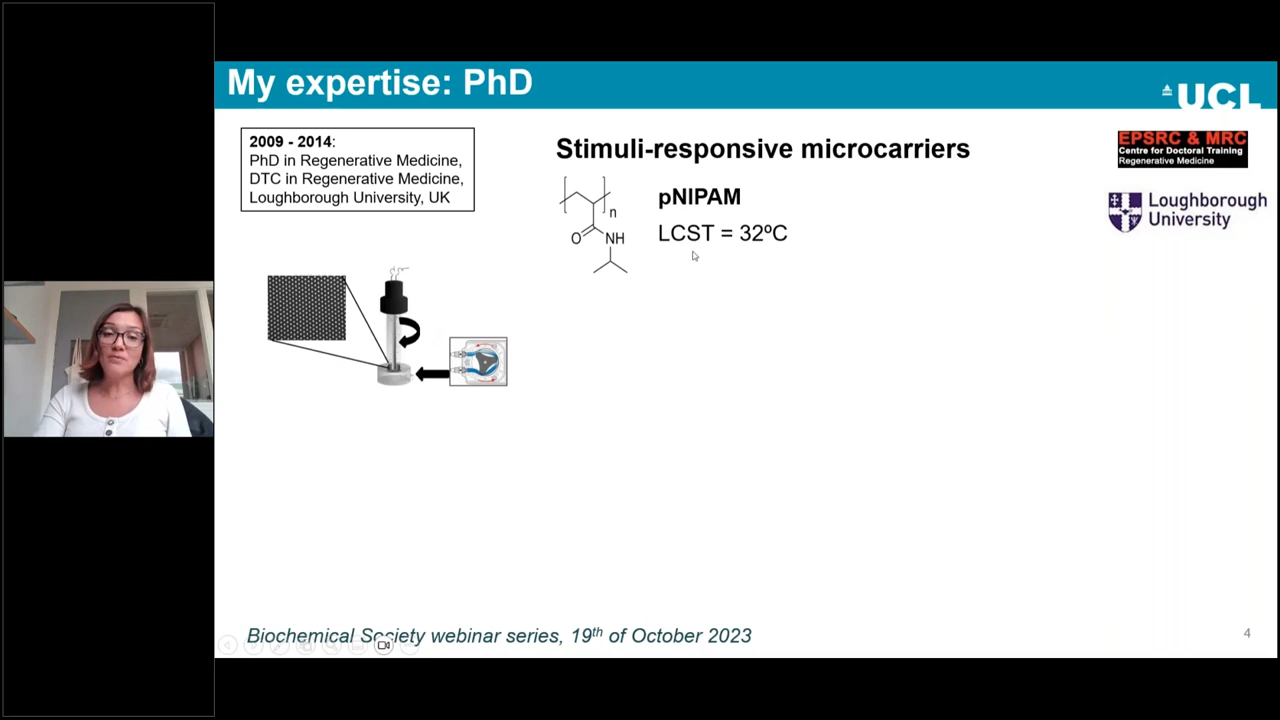 My expertise: PhD
UCL
2009 - 2014:
PhD in Regenerative Medicine,
DTC in Regenerative Medicine,
Loughborough University, UK
Stimuli-responsive microcarriers
EPSRC & MRC
Centre for Doctoral Training
Regenerative Medicine
Loughborough
University
n
O
NH
pNIPAM
LCST = 32ºC
Biochemical Society webinar series, 19th of October 2023
4